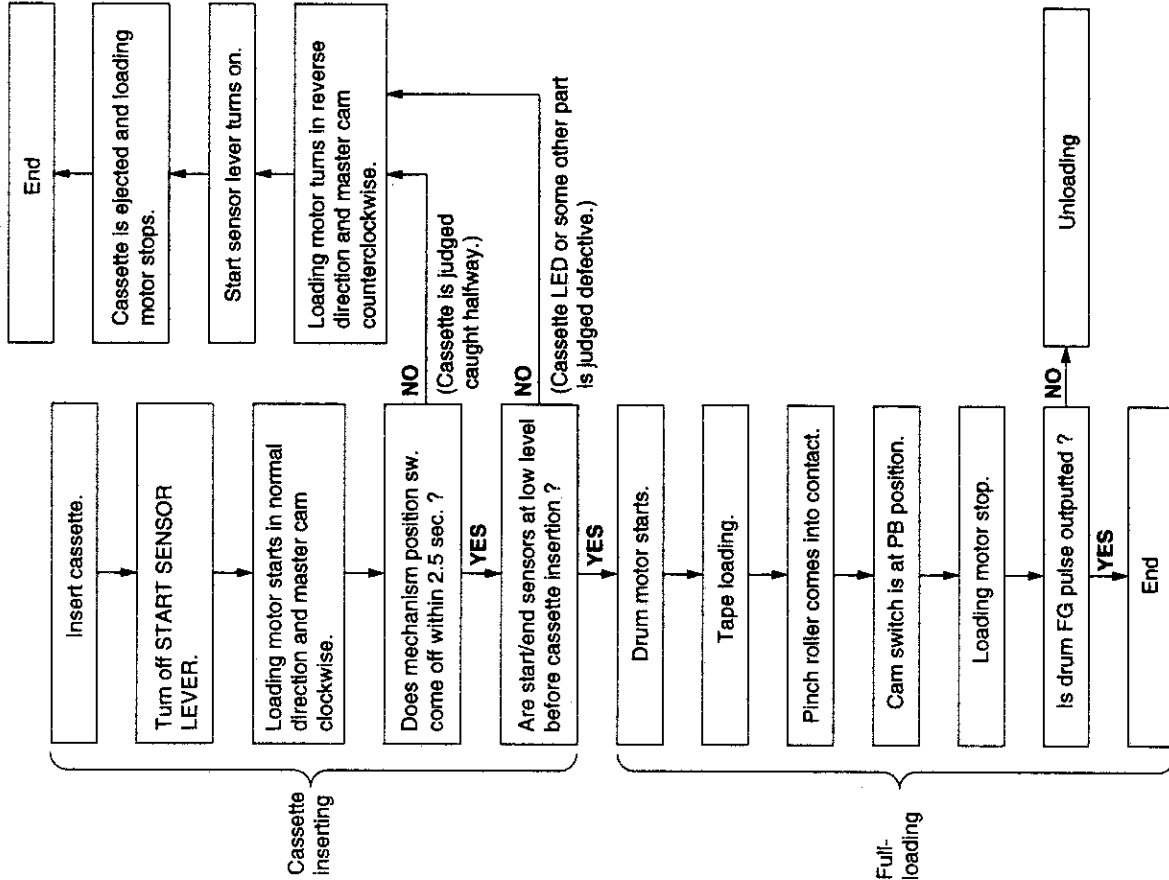 Cassette
inserting
Insert cassette.
Turn off START SENSOR
LEVER.
Loading motor starts in normal
direction and master cam
clockwise.
Does mechanism position sw.
come off within 2.5 sec. ?
NO
(Cassette is judged
caught halfway.)
YES
Are start/end sensors at low level
before cassette insertion ?
NO
(Cassette LED or some other part
is judged defective.)
YES
End
Cassette is ejected and loading
motor stops.
Start sensor lever turns on.
Loading motor turns in reverse
direction and master cam
counterclockwise.
Full-
loading
Drum motor starts.
Tape loading.
Pinch roller comes into contact.
Cam switch is at PB position.
Loading motor stop.
Is drum FG pulse outputted ?
NO
Unloading
YES
End